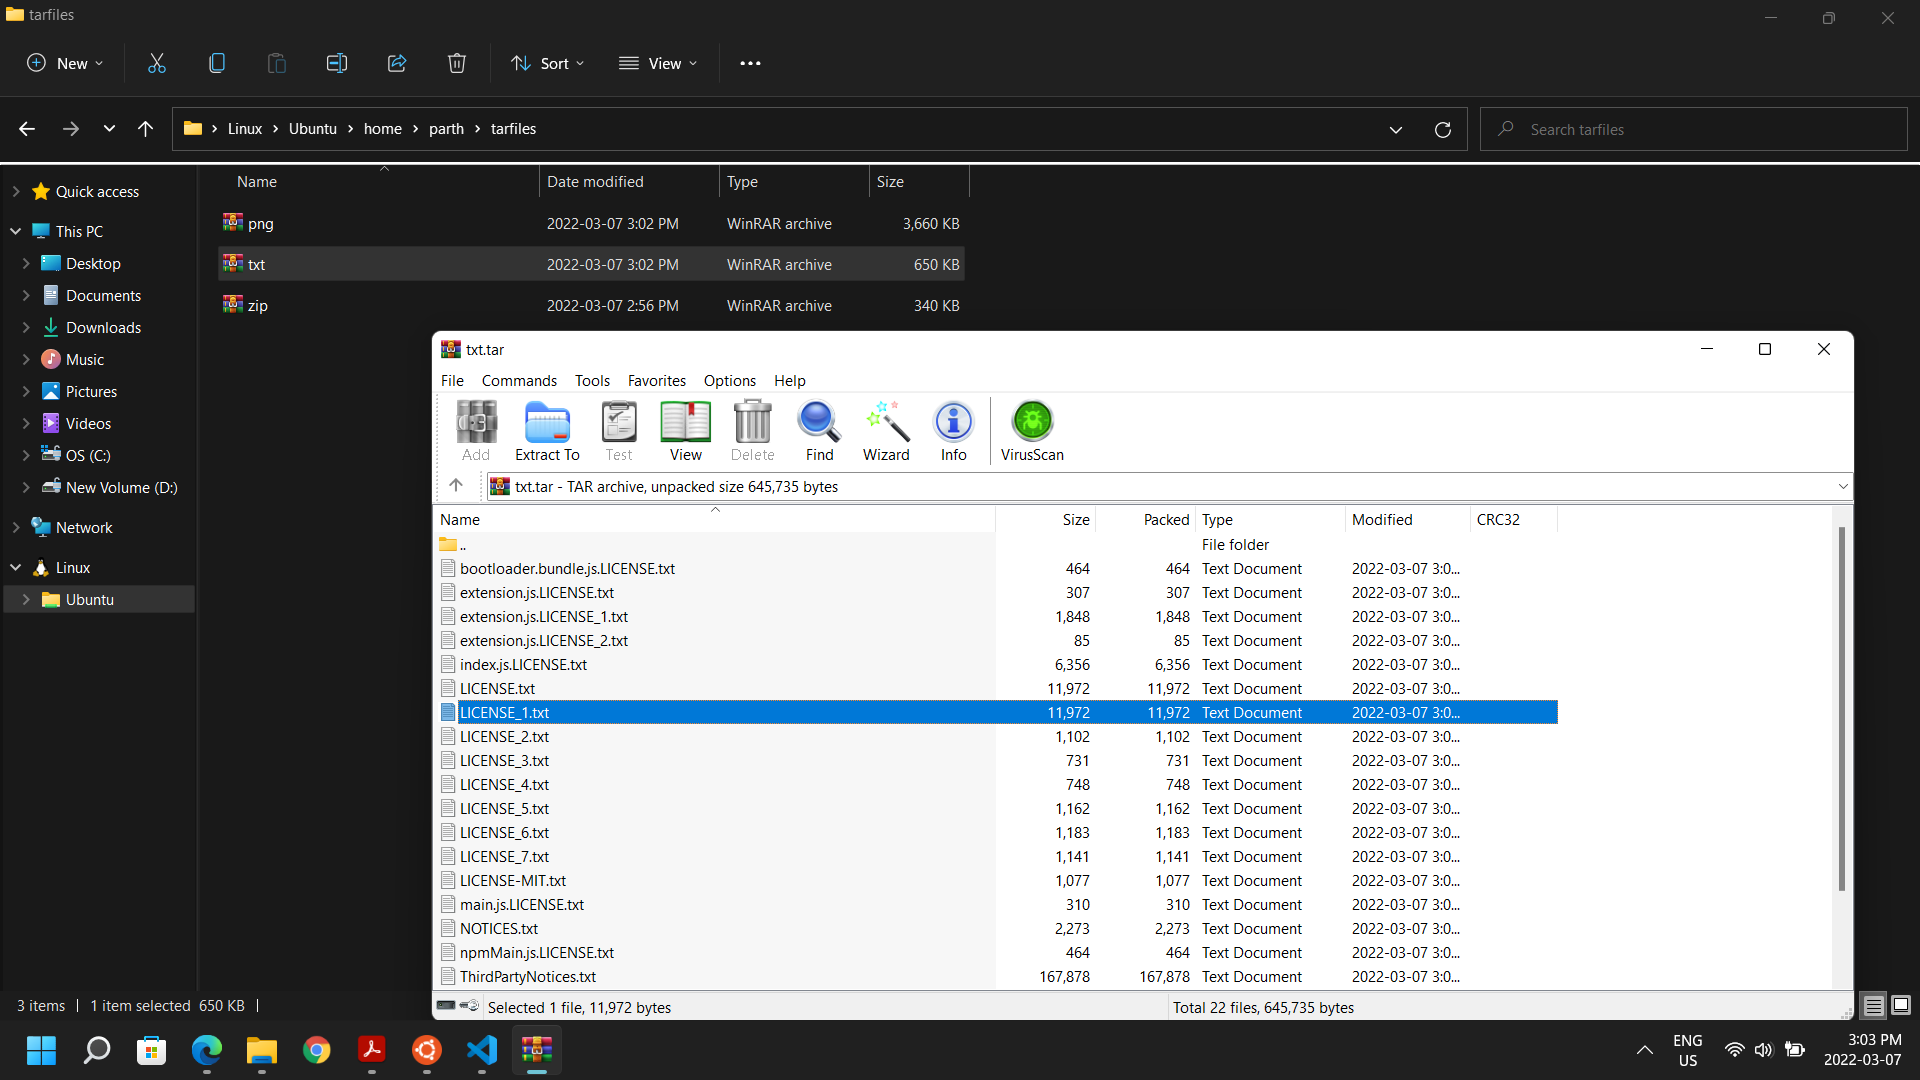 tarfiles
New
Sort
View
Linux > Ubuntu > home > parth > tarfiles
Search tarfiles
Quick access
This PC
Desktop
Documents
Downloads
Music
Pictures
Videos
OS (C:)
New Volume (D:)
Network
Linux
Ubuntu
Name Date modified Type Size
png 2022-03-07 3:02 PM WinRAR archive 3,660 KB
txt 2022-03-07 3:02 PM WinRAR archive 650 KB
zip 2022-03-07 2:56 PM WinRAR archive 340 KB
txt.tar
File Commands Tools Favorites Options Help
Add Extract To Test View Delete Find Wizard Info VirusScan
txt.tar - TAR archive, unpacked size 645,735 bytes
Name Size Packed Type Modified CRC32
.. File folder
bootloader.bundle.js.LICENSE.txt 464 464 Text Document 2022-03-07 3:0...
extension.js.LICENSE.txt 307 307 Text Document 2022-03-07 3:0...
extension.js.LICENSE_1.txt 1,848 1,848 Text Document 2022-03-07 3:0...
extension.js.LICENSE_2.txt 85 85 Text Document 2022-03-07 3:0...
index.js.LICENSE.txt 6,356 6,356 Text Document 2022-03-07 3:0...
LICENSE.txt 11,972 11,972 Text Document 2022-03-07 3:0...
LICENSE_1.txt 11,972 11,972 Text Document 2022-03-07 3:0...
LICENSE_2.txt 1,102 1,102 Text Document 2022-03-07 3:0...
LICENSE_3.txt 731 731 Text Document 2022-03-07 3:0...
LICENSE_4.txt 748 748 Text Document 2022-03-07 3:0...
LICENSE_5.txt 1,162 1,162 Text Document 2022-03-07 3:0...
LICENSE_6.txt 1,183 1,183 Text Document 2022-03-07 3:0...
LICENSE_7.txt 1,141 1,141 Text Document 2022-03-07 3:0...
LICENSE-MIT.txt 1,077 1,077 Text Document 2022-03-07 3:0...
main.js.LICENSE.txt 310 310 Text Document 2022-03-07 3:0...
NOTICES.txt 2,273 2,273 Text Document 2022-03-07 3:0...
npmMain.js.LICENSE.txt 464 464 Text Document 2022-03-07 3:0...
ThirdPartyNotices.txt 167,878 167,878 Text Document 2022-03-07 3:0...
Selected 1 file, 11,972 bytes Total 22 files, 645,735 bytes
3 items 1 item selected 650 KB
ENG
US
3:03 PM
2022-03-07